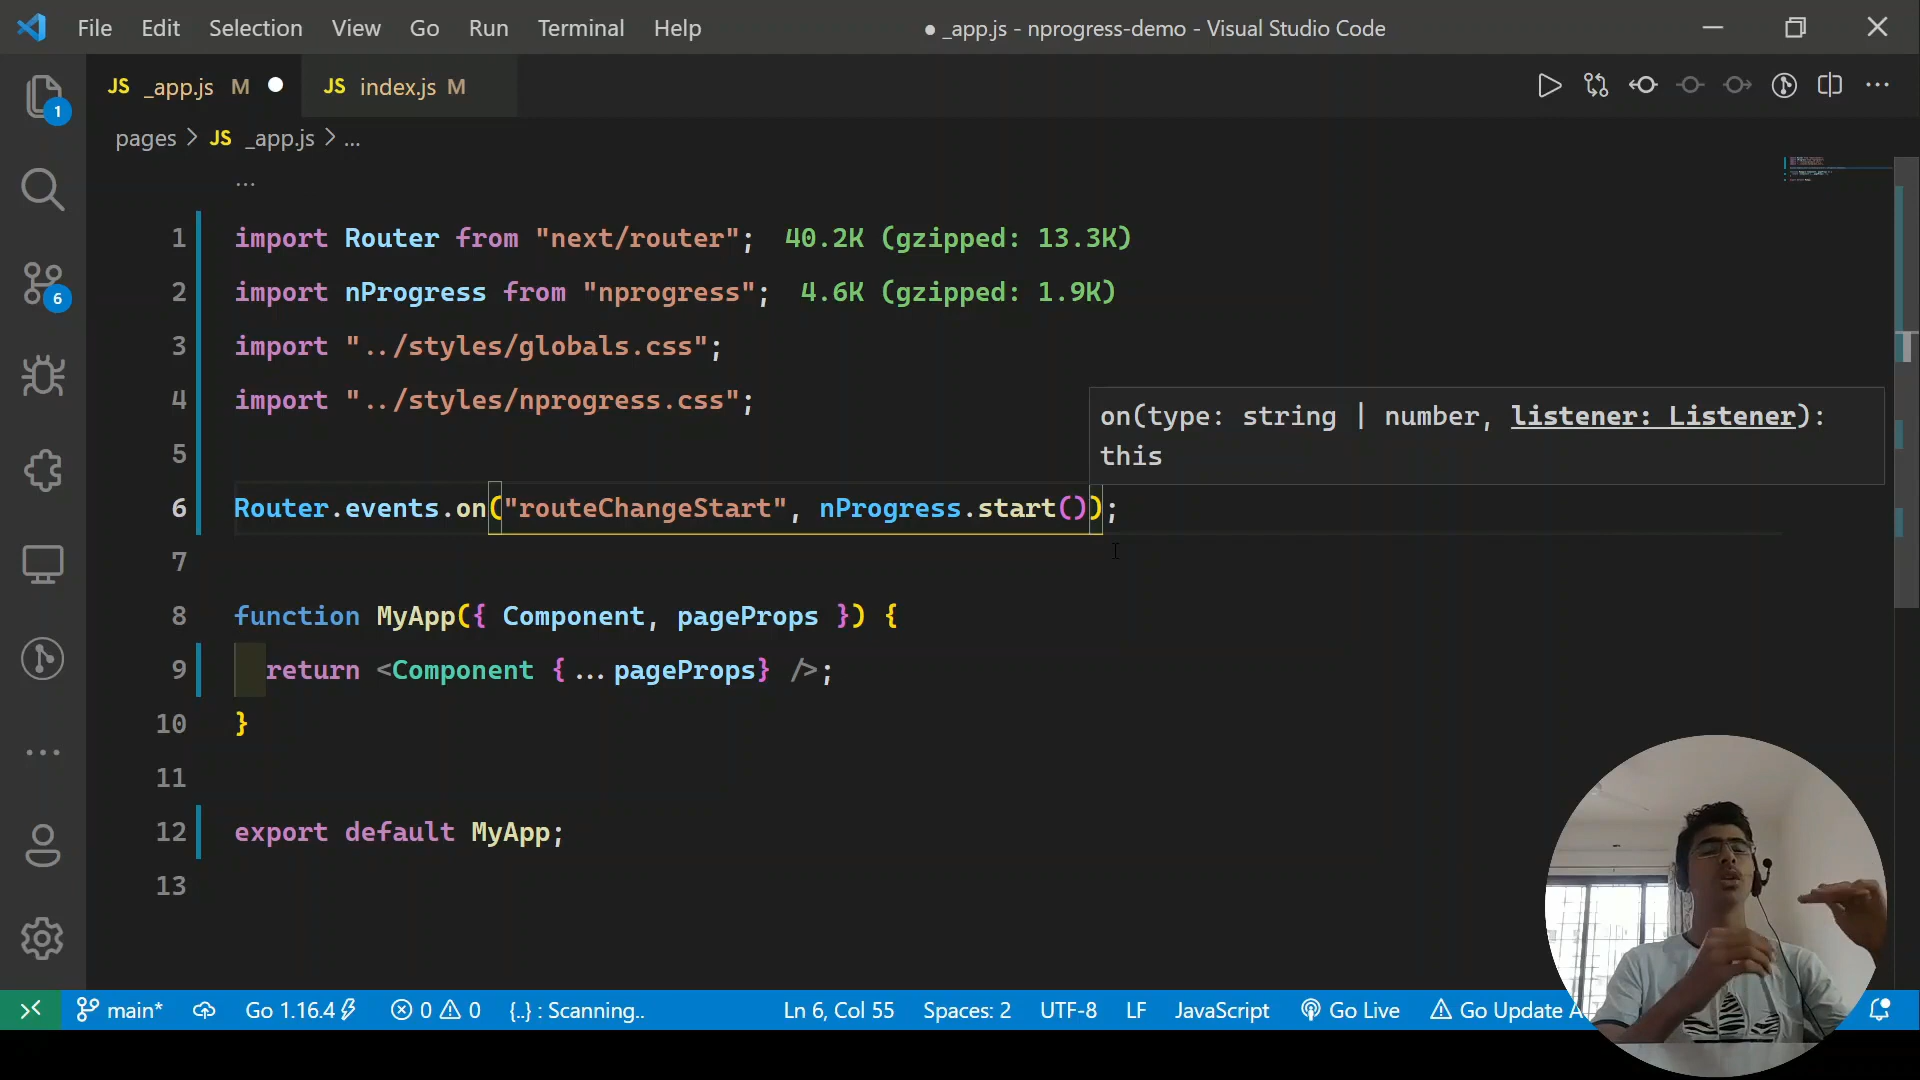 File Edit Selection View Go Run Terminal Help ● _app.js - nprogress-demo - Visual Studio Code
JS _app.js M ● JS index.js M
pages > JS _app.js > ...
...
1 import Router from "next/router"; 40.2K (gzipped: 13.3K)
2 import nProgress from "nprogress"; 4.6K (gzipped: 1.9K)
3 import "../styles/globals.css";
4 import "../styles/nprogress.css";
on(type: string | number, listener: Listener):
this
5
6 Router.events.on("routeChangeStart", nProgress.start());
7
8 function MyApp({ Component, pageProps }) {
9 return <Component {...pageProps} />;
10 }
11
12 export default MyApp;
13
1
6
main* Go 1.16.4 0 0 {..} : Scanning.. Ln 6, Col 55 Spaces: 2 UTF-8 LF JavaScript Go Live Go Update A